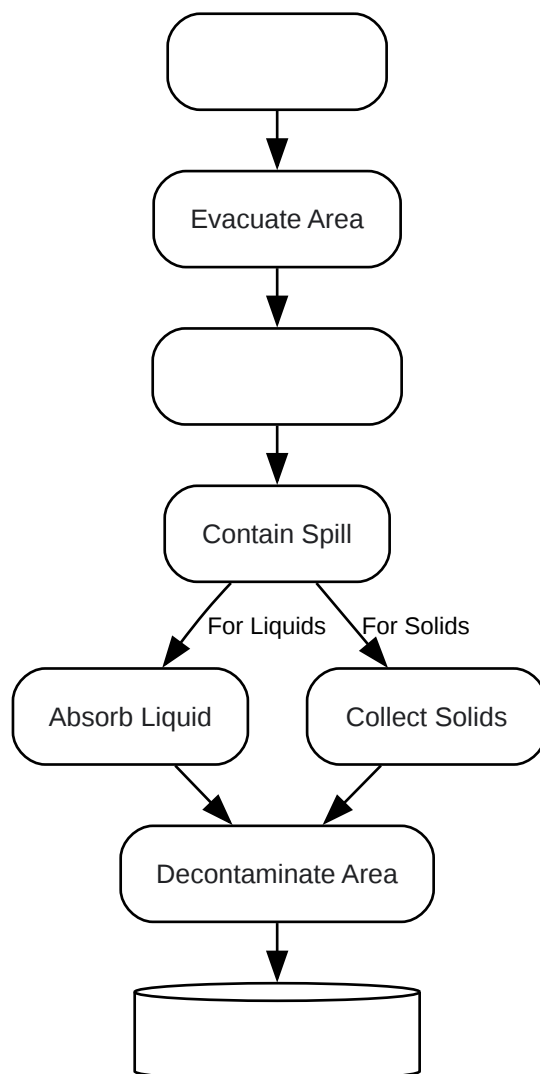 Evacuate Area
Contain Spill
For Liquids
For Solids
Absorb Liquid
Collect Solids
Decontaminate Area